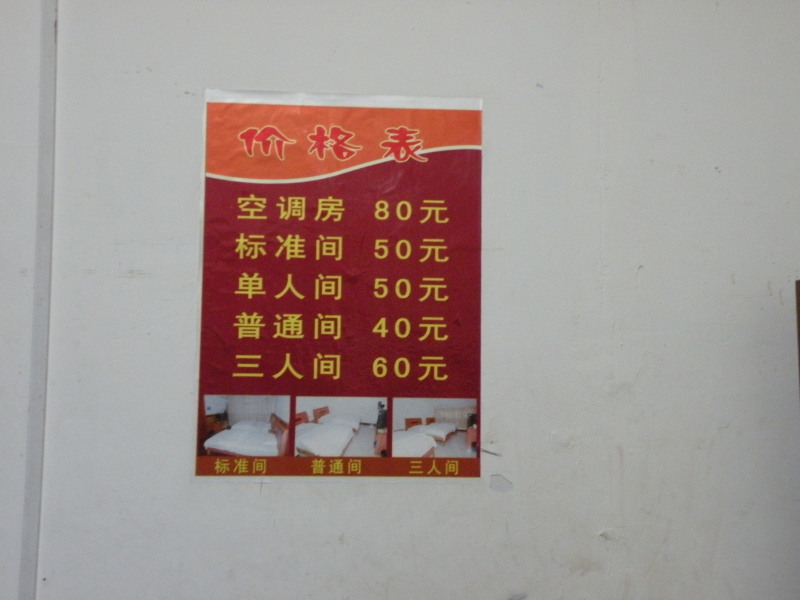 价格表
空调房 80元
标准间 50元
单人间 50元
普通间 40元
三人间 60元
标准间 普通间 三人间